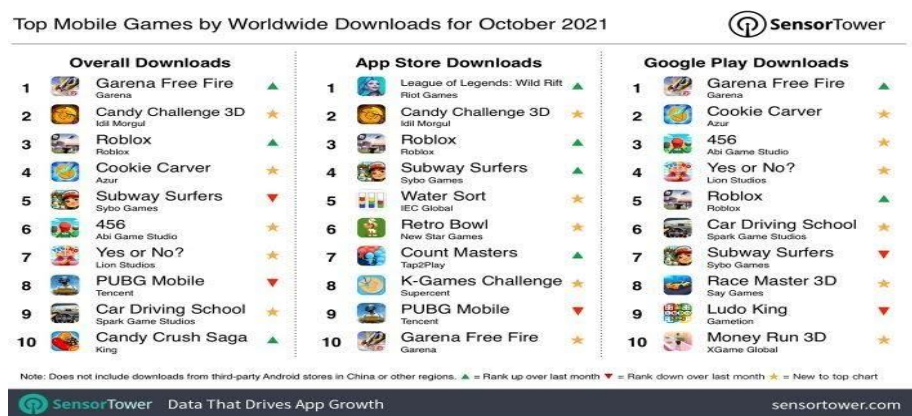 Top Mobile Games by Worldwide Downloads for October 2021
SensorTower
Overall Downloads
1 Garena Free Fire ▲
Garena
2 Candy Challenge 3D ★
Idil Morgul
3 Roblox ▲
Roblox
4 Cookie Carver ★
Azur
5 Subway Surfers ▼
Sybo Games
6 456 ★
Abi Game Studio
7 Yes or No? ★
Lion Studios
8 PUBG Mobile ▼
Tencent
9 Car Driving School ★
Spark Game Studios
10 Candy Crush Saga ▲
King
App Store Downloads
1 League of Legends: Wild Rift ▲
Riot Games
2 Candy Challenge 3D ★
Idil Morgul
3 Roblox ▲
Roblox
4 Subway Surfers ▲
Sybo Games
5 Water Sort ★
IEC Global
6 Retro Bowl ★
New Star Games
7 Count Masters ▲
Tap2Play
8 K-Games Challenge ★
Supercent
9 PUBG Mobile ▼
Tencent
10 Garena Free Fire ★
Garena
Google Play Downloads
1 Garena Free Fire ▲
Garena
2 Cookie Carver ★
Azur
3 456 ★
Abi Game Studio
4 Yes or No? ★
Lion Studios
5 Roblox ▲
Roblox
6 Car Driving School ★
Spark Game Studios
7 Subway Surfers ▼
Sybo Games
8 Race Master 3D ★
Say Games
9 Ludo King ▼
Gametion
10 Money Run 3D ★
XGame Global
Note: Does not include downloads from third-party Android stores in China or other regions. ▲ = Rank up over last month ▼ = Rank down over last month ★ = New to top chart
SensorTower Data That Drives App Growth
sensortower.com